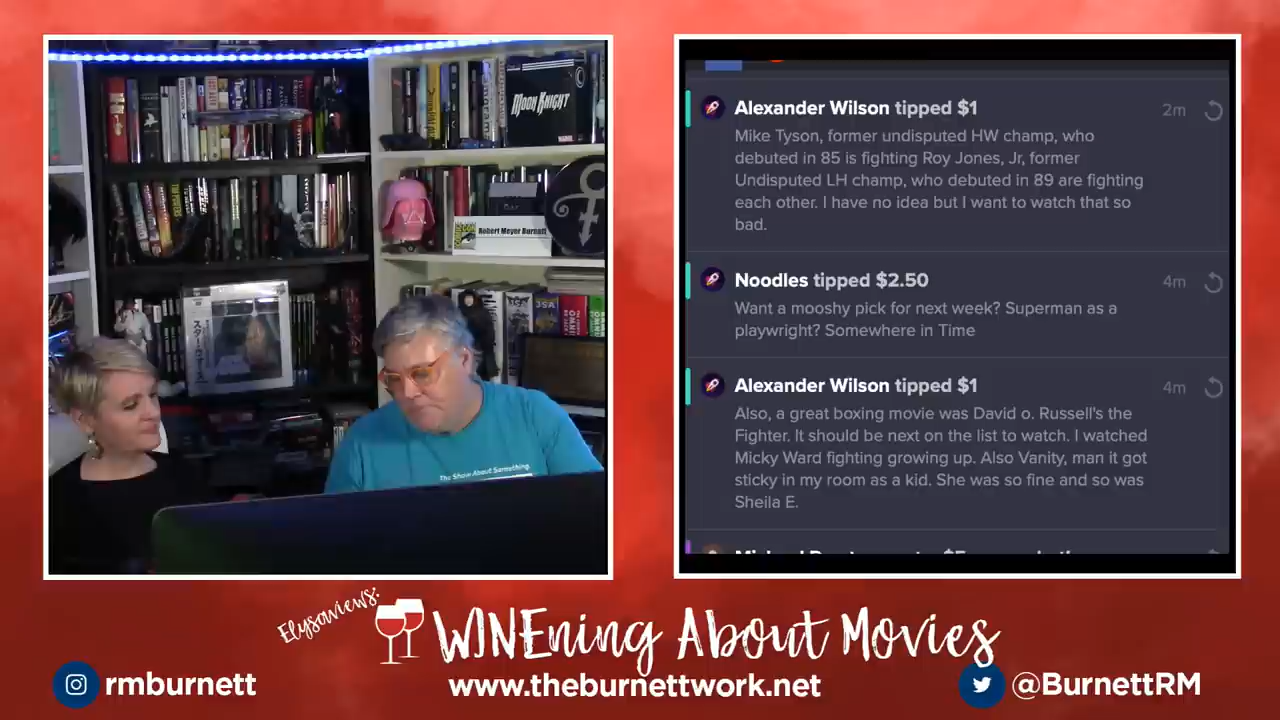 MOON KNIGHT
Robert Meyer Burnett
JSA
OMNI
The Show About Something
Alexander Wilson tipped $1
2m
Mike Tyson, former undisputed HW champ, who
debuted in 85 is fighting Roy Jones, Jr, former
Undisputed LH champ, who debuted in 89 are fighting
each other. I have no idea but I want to watch that so
bad.
Noodles tipped $2.50
4m
Want a mooshy pick for next week? Superman as a
playwright? Somewhere in Time
Alexander Wilson tipped $1
4m
Also, a great boxing movie was David o. Russell's the
Fighter. It should be next on the list to watch. I watched
Micky Ward fighting growing up. Also Vanity, man it got
sticky in my room as a kid. She was so fine and so was
Sheila E.
Elysaviews:
WINEning About Movies
rmburnett
www.theburnettwork.net
@BurnettRM